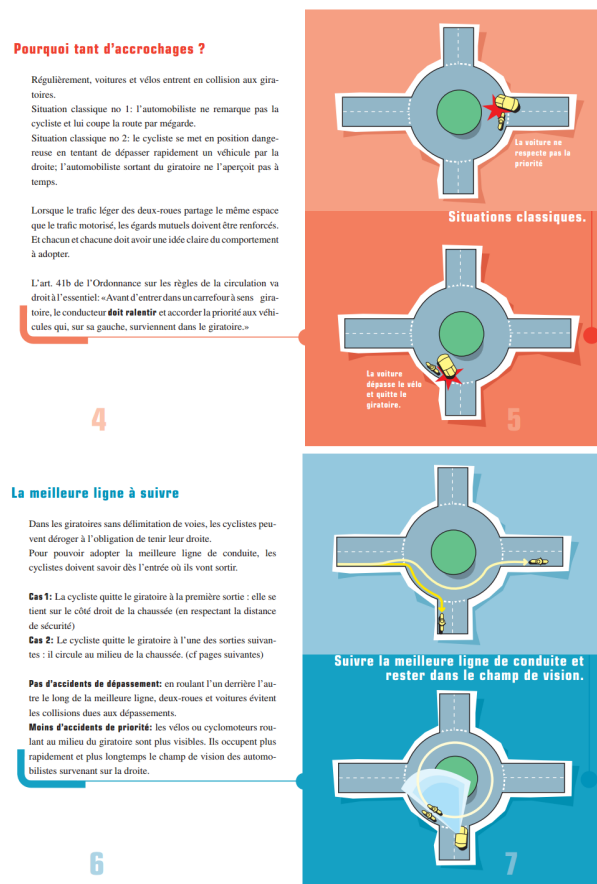 Pourquoi tant d'accrochages ?
Régulièrement, voitures et vélos entrent en collision aux gira-
toires.
Situation classique no 1: l'automobiliste ne remarque pas la
cycliste et lui coupe la route par mégarde.
Situation classique no 2: le cycliste se met en position dange-
reuse en tentant de dépasser rapidement un véhicule par la
droite; l'automobiliste sortant du giratoire ne l'aperçoit pas à
temps.
Lorsque le trafic léger des deux-roues partage le même espace
que le trafic motorisé, les égards mutuels doivent être renforcés.
Et chacun et chacune doit avoir une idée claire du comportement
à adopter.
L'art. 41b de l'Ordonnance sur les règles de la circulation va
droit à l'essentiel: «Avant d'entrer dans un carrefour à sens gira-
toire, le conducteur doit ralentir et accorder la priorité aux véhi-
cules qui, sur sa gauche, surviennent dans le giratoire.»
4
La voiture ne
respecte pas la
priorité
Situations classiques.
La voiture
dépasse le vélo
et quitte le
giratoire.
5
La meilleure ligne à suivre
Dans les giratoires sans délimitation de voies, les cyclistes peu-
vent déroger à l'obligation de tenir leur droite.
Pour pouvoir adopter la meilleure ligne de conduite, les
cyclistes doivent savoir dès l'entrée où ils vont sortir.
Cas 1: La cycliste quitte le giratoire à la première sortie : elle se
tient sur le côté droit de la chaussée (en respectant la distance
de sécurité)
Cas 2: Le cycliste quitte le giratoire à l'une des sorties suivan-
tes : il circule au milieu de la chaussée. (cf pages suivantes)
Pas d'accidents de dépassement: en roulant l'un derrière l'au-
tre le long de la meilleure ligne, deux-roues et voitures évitent
les collisions dues aux dépassements.
Moins d'accidents de priorité: les vélos ou cyclomoteurs rou-
lant au milieu du giratoire sont plus visibles. Ils occupent plus
rapidement et plus longtemps le champ de vision des automo-
bilistes survenant sur la droite.
6
Suivre la meilleure ligne de conduite et
rester dans le champ de vision.
7